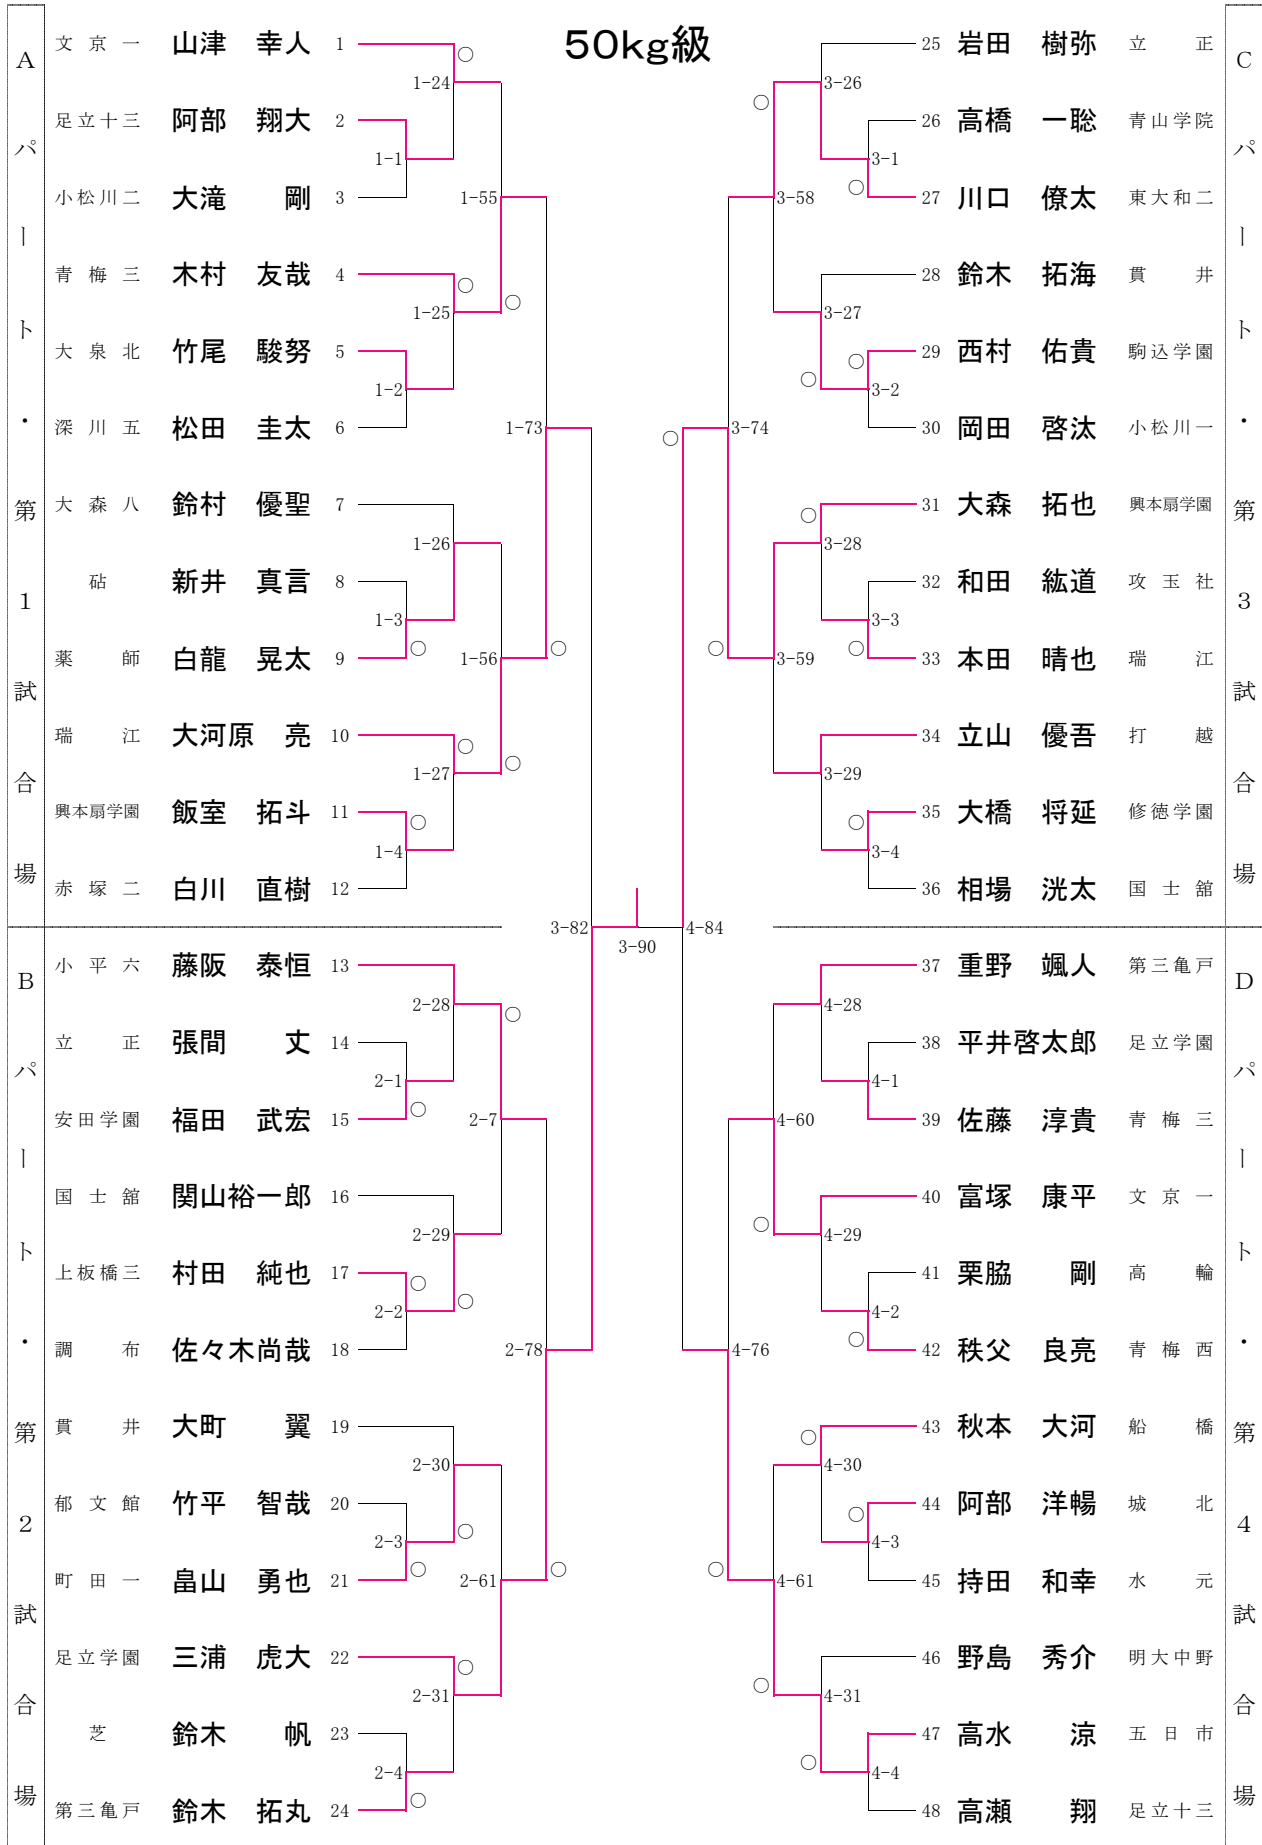 50kg級
Aパート・第1試合場
文京一 山津 幸人 1
足立十三 阿部 翔大 2
小松川二 大滝 剛 3
青梅三 木村 友哉 4
大泉北 竹尾 駿努 5
深川五 松田 圭太 6
大森八 鈴村 優聖 7
砧 新井 真言 8
薬師 白龍 晃太 9
瑞江 大河原 亮 10
興本扇学園 飯室 拓斗 11
赤塚二 白川 直樹 12
1-24
1-1
1-55
1-25
1-2
1-73
1-26
1-3
1-56
1-27
1-4
Bパート・第2試合場
小平六 藤阪 泰恒 13
立正 張間 丈 14
安田学園 福田 武宏 15
国士舘 関山裕一郎 16
上板橋三 村田 純也 17
調布 佐々木尚哉 18
貫井 大町 翼 19
郁文館 竹平 智哉 20
町田一 畠山 勇也 21
足立学園 三浦 虎大 22
芝 鈴木 帆 23
第三亀戸 鈴木 拓丸 24
2-28
2-1
2-7
2-29
2-2
2-78
2-30
2-3
2-61
2-31
2-4
3-82
3-90
4-84
Cパート・第3試合場
25 岩田 樹弥 立正
26 高橋 一聡 青山学院
27 川口 僚太 東大和二
28 鈴木 拓海 貫井
29 西村 佑貴 駒込学園
30 岡田 啓汰 小松川一
31 大森 拓也 興本扇学園
32 和田 紘道 攻玉社
33 本田 晴也 瑞江
34 立山 優吾 打越
35 大橋 将延 修徳学園
36 相場 洸太 国士舘
3-26
3-1
3-58
3-27
3-2
3-74
3-28
3-3
3-59
3-29
3-4
Dパート・第4試合場
37 重野 颯人 第三亀戸
38 平井啓太郎 足立学園
39 佐藤 淳貴 青梅三
40 富塚 康平 文京一
41 栗脇 剛 高輪
42 秩父 良亮 青梅西
43 秋本 大河 船橋
44 阿部 洋暢 城北
45 持田 和幸 水元
46 野島 秀介 明大中野
47 高水 涼 五日市
48 高瀬 翔 足立十三
4-28
4-1
4-60
4-29
4-2
4-76
4-30
4-3
4-61
4-31
4-4